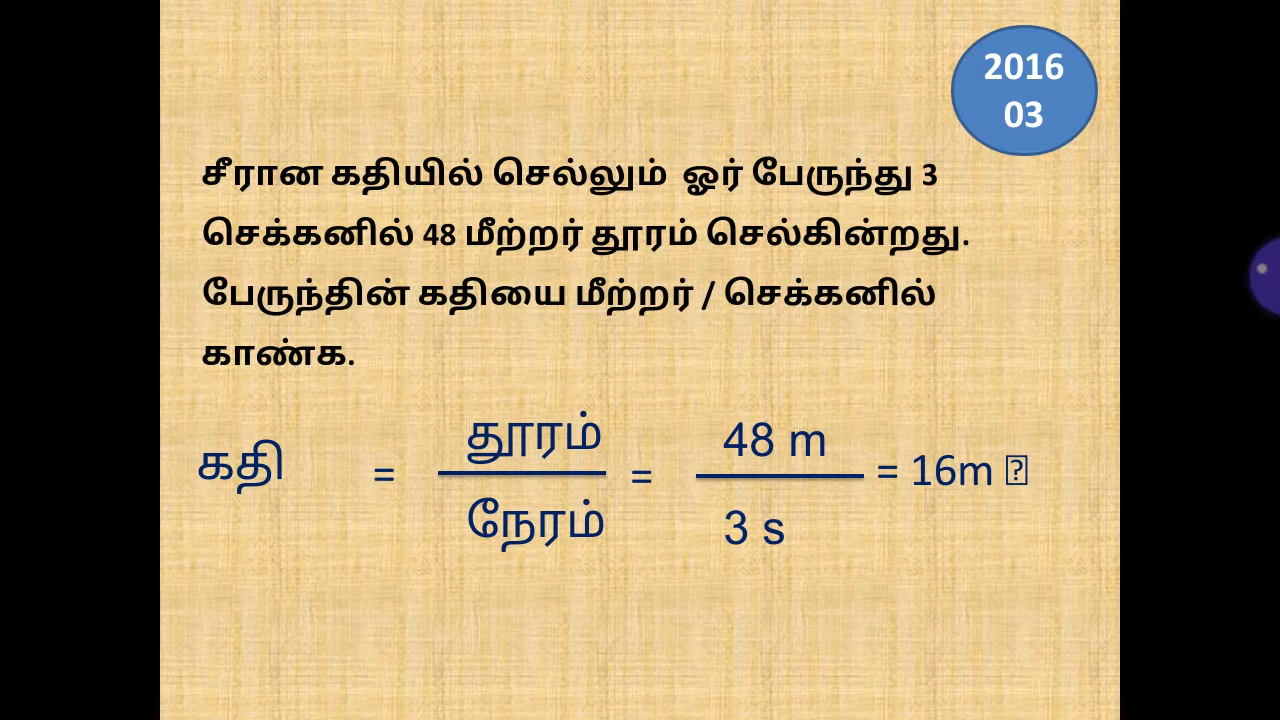 2016
03
சீரான கதியில் செல்லும் ஓர் பேருந்து 3
செக்கனில் 48 மீற்றர் தூரம் செல்கின்றது.
பேருந்தின் கதியை மீற்றர் / செக்கனில்
காண்க.
கதி = தூரம் / நேரம் = 48 m / 3 s = 16m